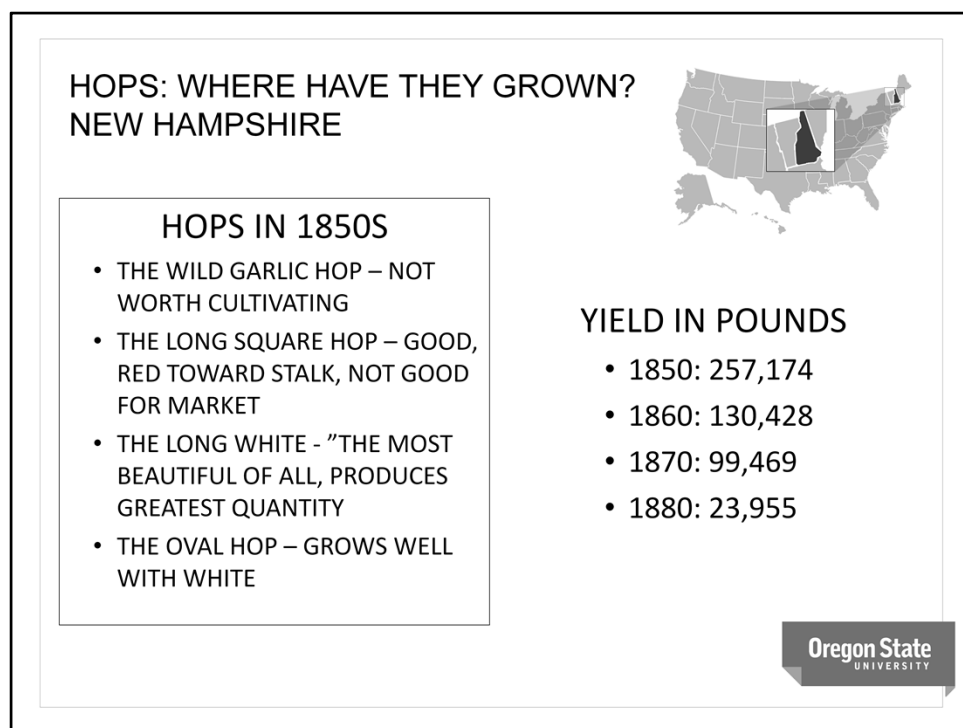 HOPS: WHERE HAVE THEY GROWN?
NEW HAMPSHIRE
HOPS IN 1850S
• THE WILD GARLIC HOP – NOT
WORTH CULTIVATING
• THE LONG SQUARE HOP – GOOD,
RED TOWARD STALK, NOT GOOD
FOR MARKET
• THE LONG WHITE - ”THE MOST
BEAUTIFUL OF ALL, PRODUCES
GREATEST QUANTITY
• THE OVAL HOP – GROWS WELL
WITH WHITE
YIELD IN POUNDS
• 1850: 257,174
• 1860: 130,428
• 1870: 99,469
• 1880: 23,955
Oregon State
UNIVERSITY